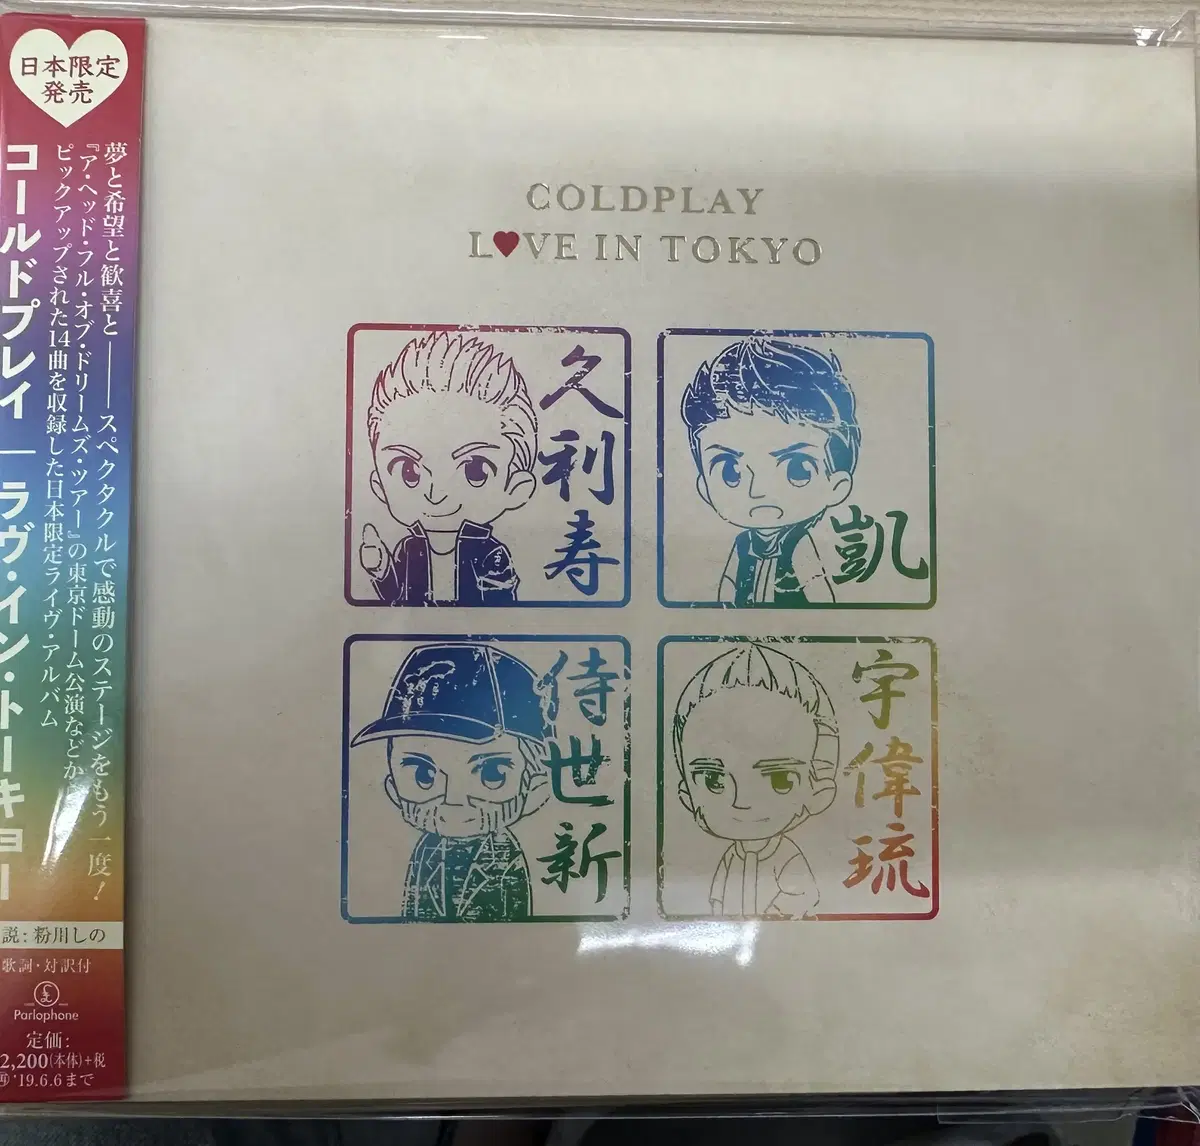 日本限定
発売
夢と希望と歓喜と──スペクタクルで感動のステージをもう一度!
『ア・ヘッド・フル・オブ・ドリームズ・ツアー』の東京ドーム公演などか
ピックアップされた14曲を収録した日本限定ライヴ・アルバム
コールドプレイ｜ラヴ・イン・トーキョー
説:粉川しの
歌詞・対訳付
Parlophone
定価:
2,200(本体)+税
'19.6.6まで
COLDPLAY
L♥VE IN TOKYO
久利寿
凱
侍世新
宇偉琉